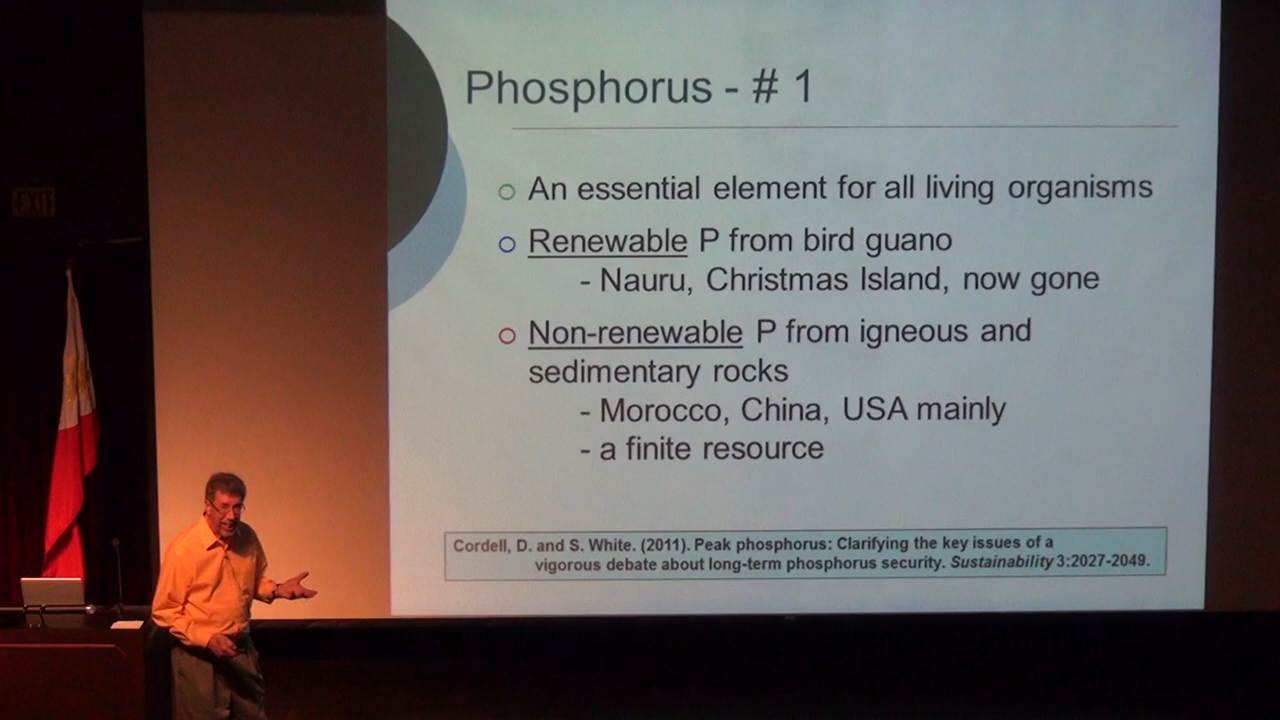 EXIT
Phosphorus - # 1
An essential element for all living organisms
Renewable P from bird guano
- Nauru, Christmas Island, now gone
Non-renewable P from igneous and
sedimentary rocks
- Morocco, China, USA mainly
- a finite resource
Cordell, D. and S. White. (2011). Peak phosphorus: Clarifying the key issues of a
vigorous debate about long-term phosphorus security. Sustainability 3:2027-2049.